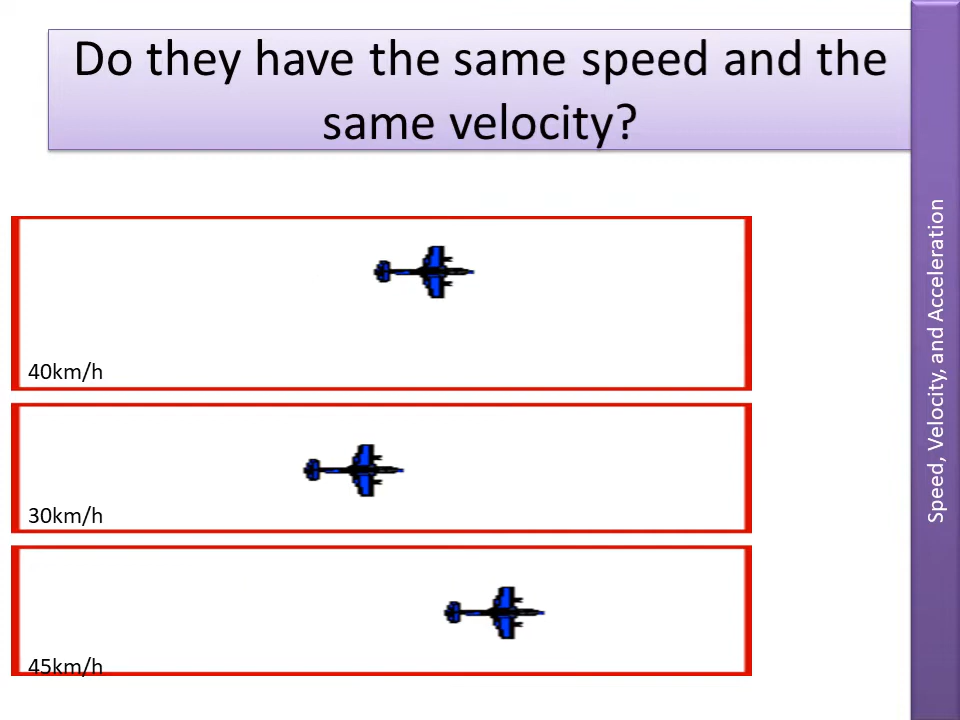 Do they have the same speed and the
same velocity?
40km/h
30km/h
45km/h
Speed, Velocity, and Acceleration